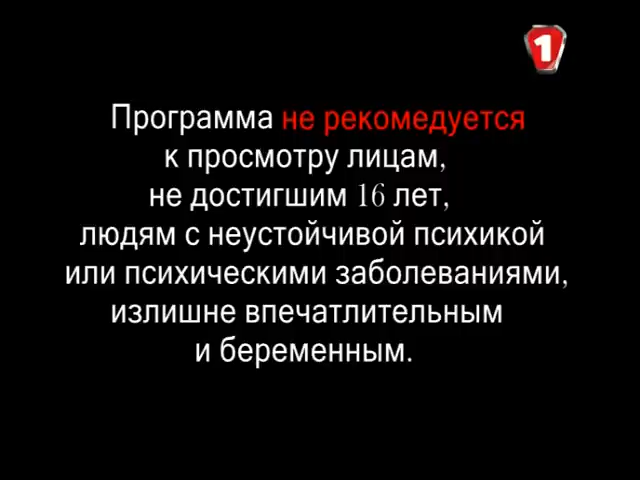 1
Программа не рекомедуется
к просмотру лицам,
не достигшим 16 лет,
людям с неустойчивой психикой
или психическими заболеваниями,
излишне впечатлительным
и беременным.